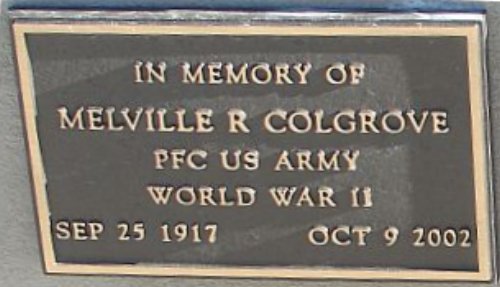 IN MEMORY OF
MELVILLE R COLGROVE
PFC US ARMY
WORLD WAR II
SEP 25 1917 OCT 9 2002